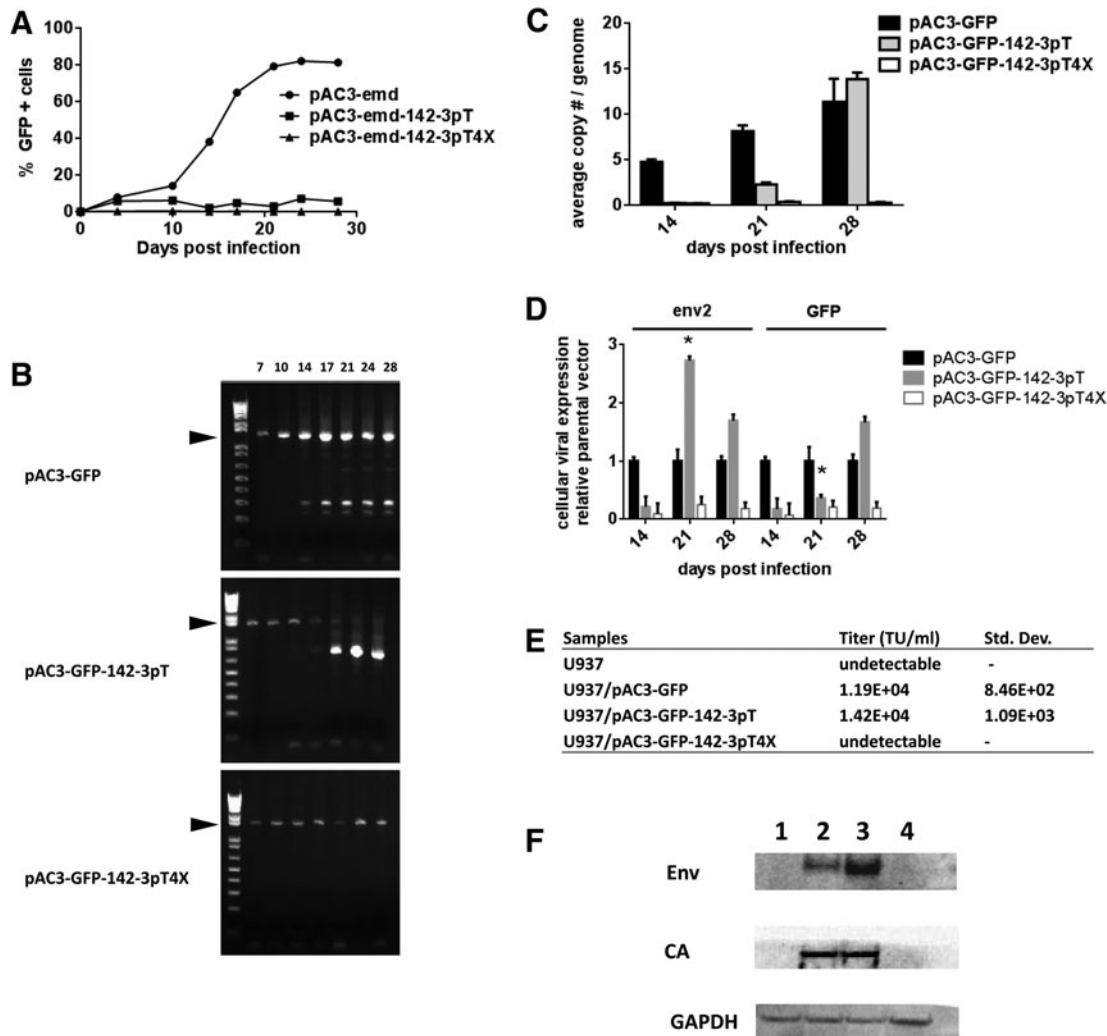 A
% GFP + cells
100
80
60
40
20
0
0
10
20
30
Days post infection
pAC3-emd
pAC3-emd-142-3pT
pAC3-emd-142-3pT4X
B
7 10 14 17 21 24 28
pAC3-GFP
pAC3-GFP-142-3pT
pAC3-GFP-142-3pT4X
C
average copy # / genome
20
15
10
5
0
14
21
28
days post infection
pAC3-GFP
pAC3-GFP-142-3pT
pAC3-GFP-142-3pT4X
D
env2 GFP
cellular viral expression
relative parental vector
3
2
1
0
*
*
14
21
28
14
21
28
days post infection
pAC3-GFP
pAC3-GFP-142-3pT
pAC3-GFP-142-3pT4X
E
Samples Titer (TU/ml) Std. Dev.
U937 undetectable -
U937/pAC3-GFP 1.19E+04 8.46E+02
U937/pAC3-GFP-142-3pT 1.42E+04 1.09E+03
U937/pAC3-GFP-142-3pT4X undetectable -
F
1 2 3 4
Env
CA
GAPDH